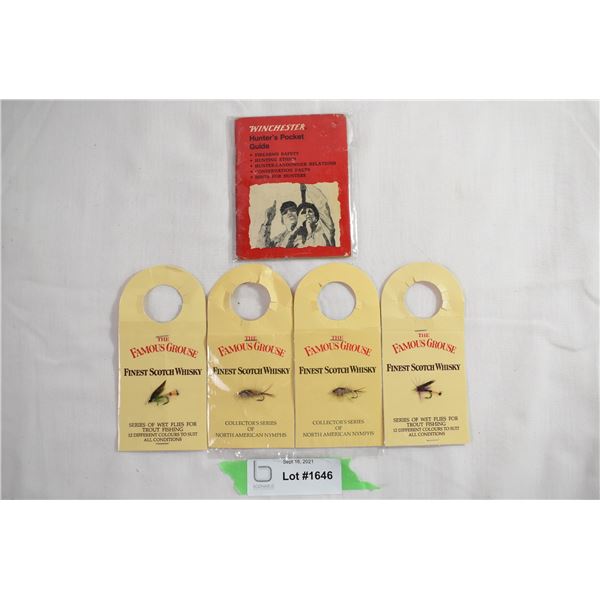 WINCHESTER
Hunter's Pocket
Guide
• FIREARMS SAFETY
• HUNTING ETHICS
• HUNTER-LANDOWNER RELATIONS
• CONSERVATION FACTS
• HINTS FOR HUNTERS
THE
FAMOUS GROUSE
FINEST SCOTCH WHISKY
SERIES OF WET FLIES FOR
TROUT FISHING
12 DIFFERENT COLOURS TO SUIT
ALL CONDITIONS
THE
FAMOUS GROUSE
FINEST SCOTCH WHISKY
COLLECTOR'S SERIES
OF
NORTH AMERICAN NYMPHS
THE
FAMOUS GROUSE
FINEST SCOTCH WHISKY
COLLECTOR'S SERIES
OF
NORTH AMERICAN NYMPHS
THE
FAMOUS GROUSE
FINEST SCOTCH WHISKY
SERIES OF WET FLIES FOR
TROUT FISHING
12 DIFFERENT COLOURS TO SUIT
ALL CONDITIONS
Sept 16, 2021
Lot #1646